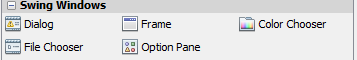 Swing Windows
Dialog Frame Color Chooser
File Chooser Option Pane